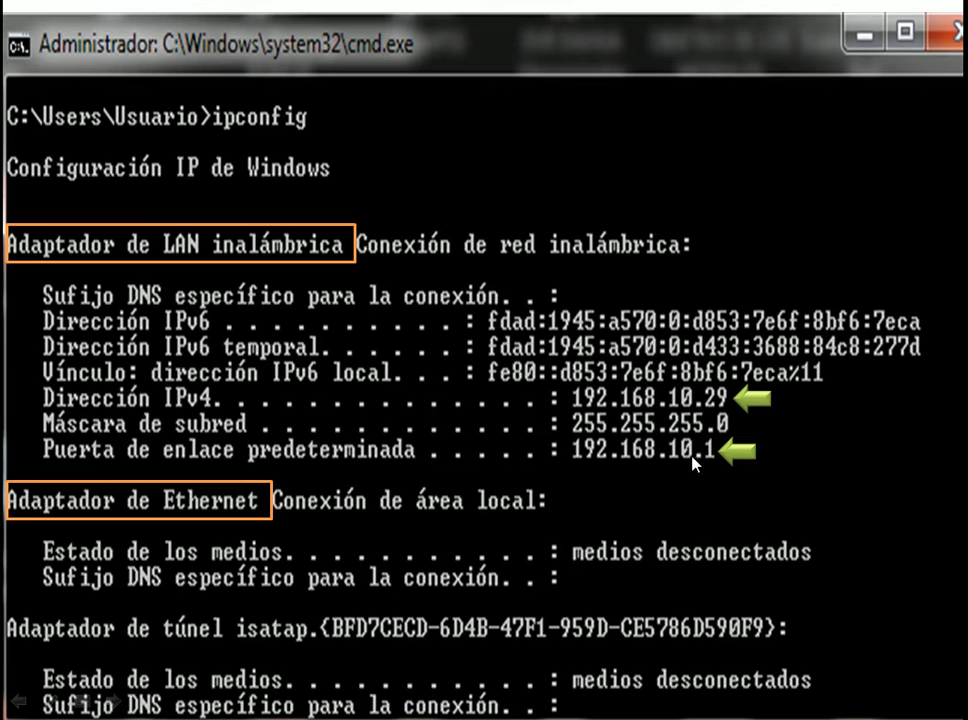 Administrador: C:\Windows\system32\cmd.exe
C:\Users\Usuario>ipconfig
Configuración IP de Windows
Adaptador de LAN inalámbrica Conexión de red inalámbrica:
Sufijo DNS específico para la conexión. . :
Dirección IPv6 . . . . . . . . . . : fdad:1945:a570:0:d853:7e6f:8bf6:7eca
Dirección IPv6 temporal. . . . . . : fdad:1945:a570:0:d433:3688:84c8:277d
Vínculo: dirección IPv6 local. . . : fe80::d853:7e6f:8bf6:7eca%11
Dirección IPv4. . . . . . . . . . . . . . : 192.168.10.29
Máscara de subred . . . . . . . . . . . . : 255.255.255.0
Puerta de enlace predeterminada . . . . . : 192.168.10.1
Adaptador de Ethernet Conexión de área local:
Estado de los medios. . . . . . . . . . . : medios desconectados
Sufijo DNS específico para la conexión. . :
Adaptador de túnel isatap.{BFD7CECD-6D4B-47F1-959D-CE5786D590F9}:
Estado de los medios. . . . . . . . . . . : medios desconectados
Sufijo DNS específico para la conexión. . :